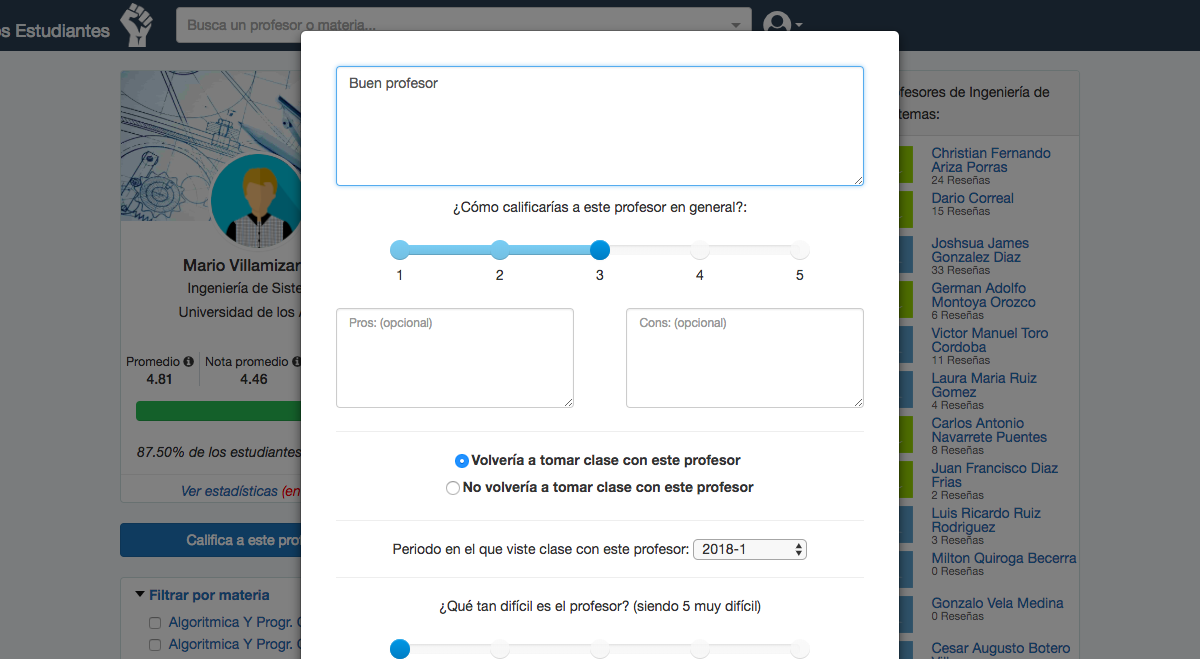 s Estudiantes
Busca un profesor o materia...
Mario Villamizar
Ingeniería de Siste
Universidad de los
Promedio
Nota promedio
4.81
4.46
87.50% de los estudiantes
Ver estadísticas (en
Califica a este prof
Filtrar por materia
Algoritmica Y Progr.
Algoritmica Y Progr.
Buen profesor
¿Cómo calificarías a este profesor en general?:
1 2 3 4 5
Pros: (opcional)
Cons: (opcional)
Volvería a tomar clase con este profesor
No volvería a tomar clase con este profesor
Periodo en el que viste clase con este profesor: 2018-1
¿Qué tan difícil es el profesor? (siendo 5 muy difícil)
fesores de Ingeniería de
temas:
Christian Fernando
Ariza Porras
24 Reseñas
Dario Correal
15 Reseñas
Joshsua James
Gonzalez Diaz
33 Reseñas
German Adolfo
Montoya Orozco
6 Reseñas
Victor Manuel Toro
Cordoba
11 Reseñas
Laura Maria Ruiz
Gomez
4 Reseñas
Carlos Antonio
Navarrete Puentes
8 Reseñas
Juan Francisco Diaz
Frias
2 Reseñas
Luis Ricardo Ruiz
Rodriguez
3 Reseñas
Milton Quiroga Becerra
0 Reseñas
Gonzalo Vela Medina
0 Reseñas
Cesar Augusto Botero